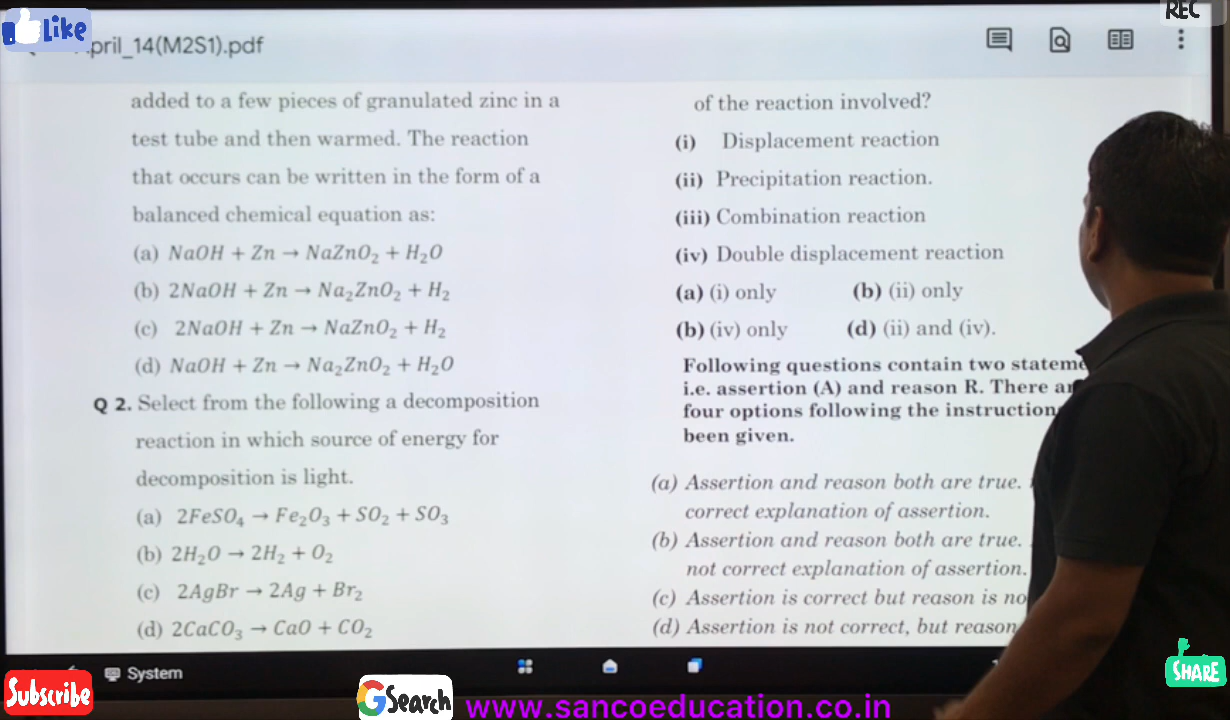 Like
REC
pril_14(M2S1).pdf
added to a few pieces of granulated zinc in a
test tube and then warmed. The reaction
that occurs can be written in the form of a
balanced chemical equation as:
(a) NaOH + Zn → NaZnO₂ + H₂O
(b) 2NaOH + Zn → Na₂ZnO₂ + H₂
(c) 2NaOH + Zn → NaZnO₂ + H₂
(d) NaOH + Zn → Na₂ZnO₂ + H₂O
Q 2. Select from the following a decomposition
reaction in which source of energy for
decomposition is light.
(a) 2FeSO₄ → Fe₂O₃ + SO₂ + SO₃
(b) 2H₂O → 2H₂ + O₂
(c) 2AgBr → 2Ag + Br₂
(d) 2CaCO₃ → CaO + CO₂
of the reaction involved?
(i) Displacement reaction
(ii) Precipitation reaction.
(iii) Combination reaction
(iv) Double displacement reaction
(a) (i) only (b) (ii) only
(b) (iv) only (d) (ii) and (iv).
Following questions contain two statem
i.e. assertion (A) and reason R. There ar
four options following the instruction
been given.
(a) Assertion and reason both are true.
correct explanation of assertion.
(b) Assertion and reason both are true.
not correct explanation of assertion.
(c) Assertion is correct but reason is no
(d) Assertion is not correct, but reason
System
Subscribe
GSearch
www.sancoeducation.co.in
SHARE